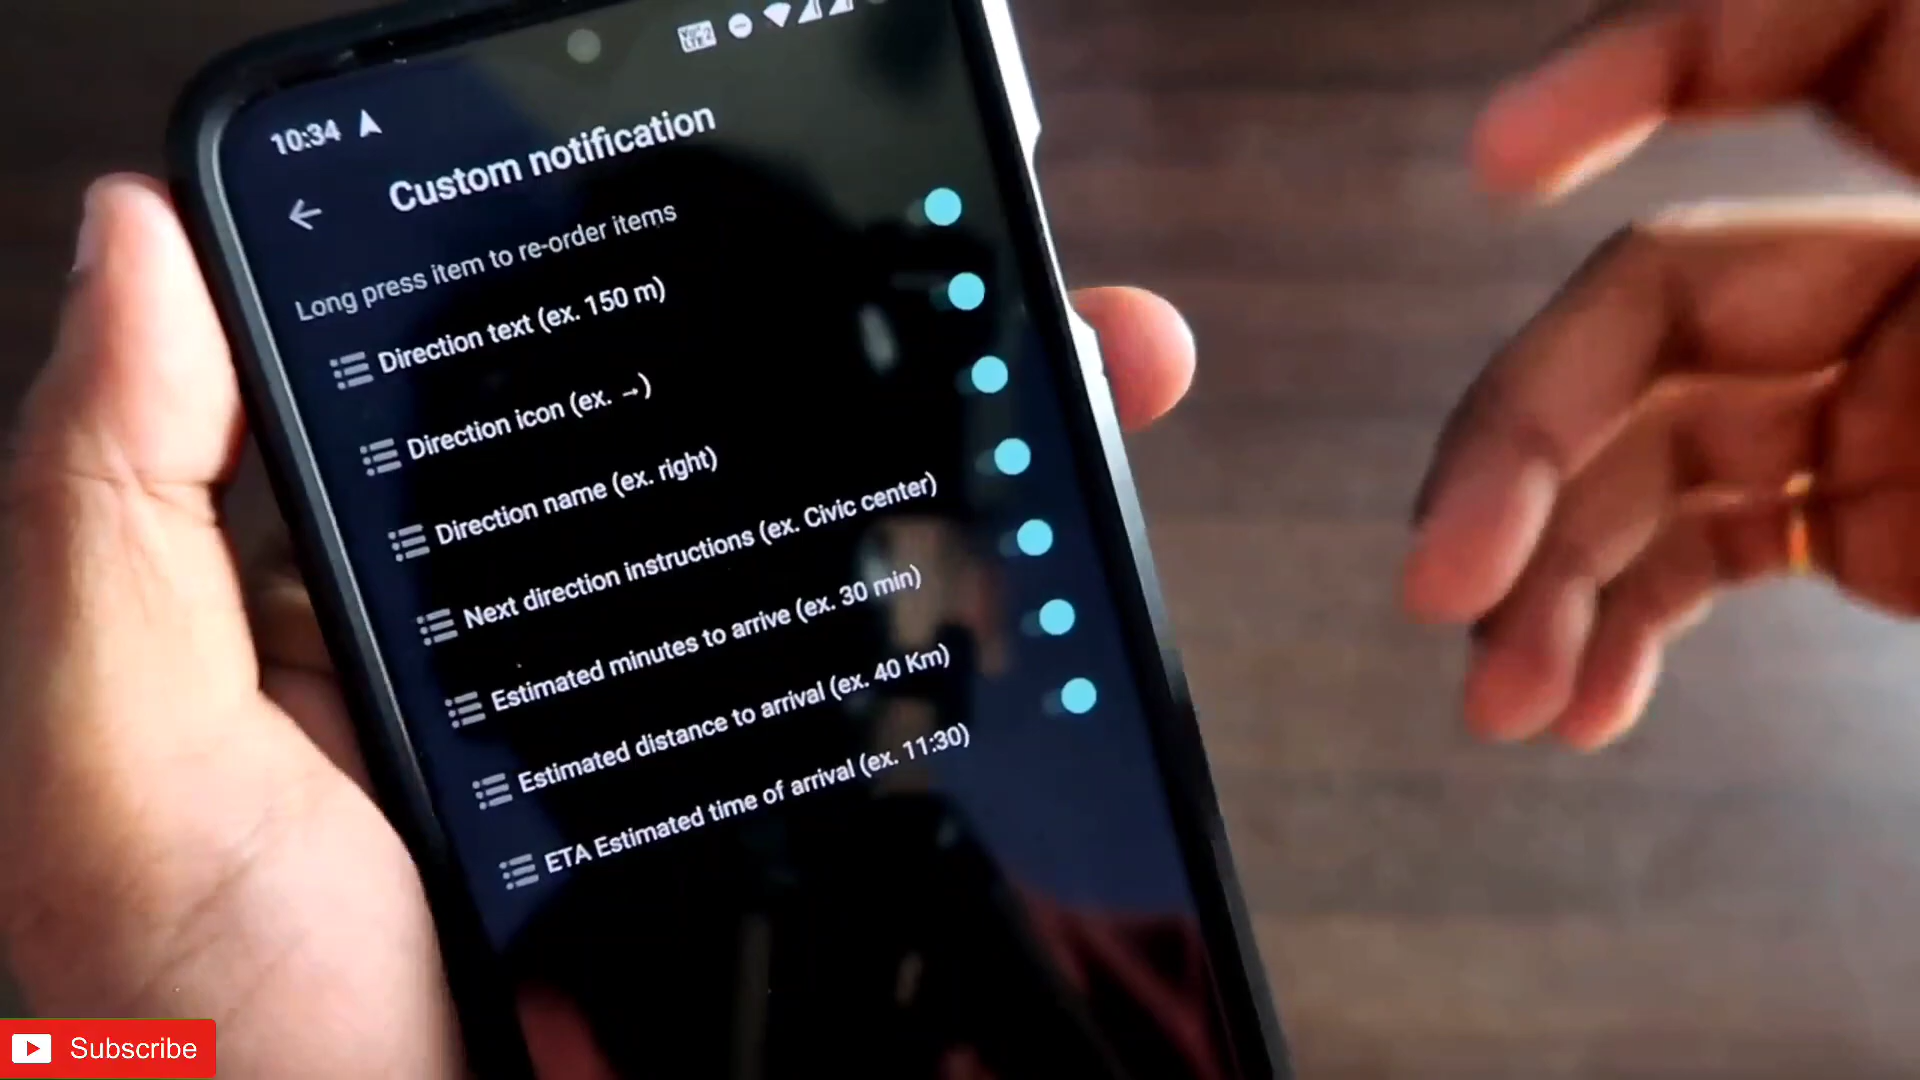 10:34
Custom notification
Long press item to re-order items
Direction text (ex. 150 m)
Direction icon (ex. →)
Direction name (ex. right)
Next direction instructions (ex. Civic center)
Estimated minutes to arrive (ex. 30 min)
Estimated distance to arrival (ex. 40 Km)
ETA Estimated time of arrival (ex. 11:30)
Subscribe